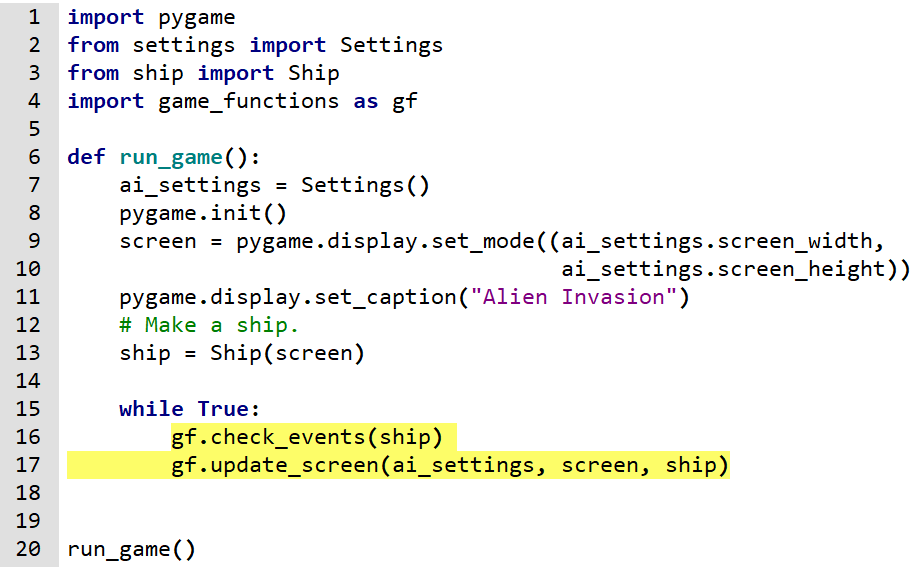 1 import pygame
2 from settings import Settings
3 from ship import Ship
4 import game_functions as gf
5
6 def run_game():
7     ai_settings = Settings()
8     pygame.init()
9     screen = pygame.display.set_mode((ai_settings.screen_width,
10                                       ai_settings.screen_height))
11     pygame.display.set_caption("Alien Invasion")
12     # Make a ship.
13     ship = Ship(screen)
14
15     while True:
16         gf.check_events(ship)
17         gf.update_screen(ai_settings, screen, ship)
18
19
20 run_game()